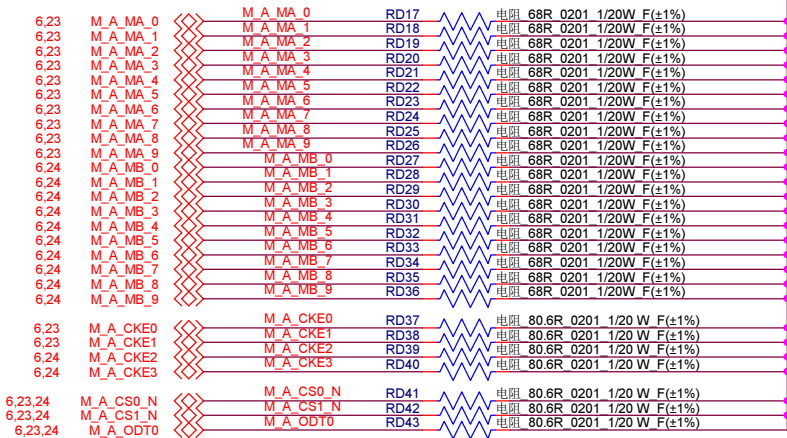 6,23 M_A_MA_0 M_A_MA_0 RD17 电阻_68R_0201_1/20W_F(±1%)
6,23 M_A_MA_1 M_A_MA_1 RD18 电阻_68R_0201_1/20W_F(±1%)
6,23 M_A_MA_2 M_A_MA_2 RD19 电阻_68R_0201_1/20W_F(±1%)
6,23 M_A_MA_3 M_A_MA_3 RD20 电阻_68R_0201_1/20W_F(±1%)
6,23 M_A_MA_4 M_A_MA_4 RD21 电阻_68R_0201_1/20W_F(±1%)
6,23 M_A_MA_5 M_A_MA_5 RD22 电阻_68R_0201_1/20W_F(±1%)
6,23 M_A_MA_6 M_A_MA_6 RD23 电阻_68R_0201_1/20W_F(±1%)
6,23 M_A_MA_7 M_A_MA_7 RD24 电阻_68R_0201_1/20W_F(±1%)
6,23 M_A_MA_8 M_A_MA_8 RD25 电阻_68R_0201_1/20W_F(±1%)
6,23 M_A_MA_9 M_A_MA_9 RD26 电阻_68R_0201_1/20W_F(±1%)
6,24 M_A_MB_0 M_A_MB_0 RD27 电阻_68R_0201_1/20W_F(±1%)
6,24 M_A_MB_1 M_A_MB_1 RD28 电阻_68R_0201_1/20W_F(±1%)
6,24 M_A_MB_2 M_A_MB_2 RD29 电阻_68R_0201_1/20W_F(±1%)
6,24 M_A_MB_3 M_A_MB_3 RD30 电阻_68R_0201_1/20W_F(±1%)
6,24 M_A_MB_4 M_A_MB_4 RD31 电阻_68R_0201_1/20W_F(±1%)
6,24 M_A_MB_5 M_A_MB_5 RD32 电阻_68R_0201_1/20W_F(±1%)
6,24 M_A_MB_6 M_A_MB_6 RD33 电阻_68R_0201_1/20W_F(±1%)
6,24 M_A_MB_7 M_A_MB_7 RD34 电阻_68R_0201_1/20W_F(±1%)
6,24 M_A_MB_8 M_A_MB_8 RD35 电阻_68R_0201_1/20W_F(±1%)
6,24 M_A_MB_9 M_A_MB_9 RD36 电阻_68R_0201_1/20W_F(±1%)
6,23 M_A_CKE0 M_A_CKE0 RD37 电阻_80.6R_0201_1/20 W_F(±1%)
6,23 M_A_CKE1 M_A_CKE1 RD38 电阻_80.6R_0201_1/20 W_F(±1%)
6,24 M_A_CKE2 M_A_CKE2 RD39 电阻_80.6R_0201_1/20 W_F(±1%)
6,24 M_A_CKE3 M_A_CKE3 RD40 电阻_80.6R_0201_1/20 W_F(±1%)
6,23,24 M_A_CS0_N M_A_CS0_N RD41 电阻_80.6R_0201_1/20 W_F(±1%)
6,23,24 M_A_CS1_N M_A_CS1_N RD42 电阻_80.6R_0201_1/20 W_F(±1%)
6,23,24 M_A_ODT0 M_A_ODT0 RD43 电阻_80.6R_0201_1/20 W_F(±1%)